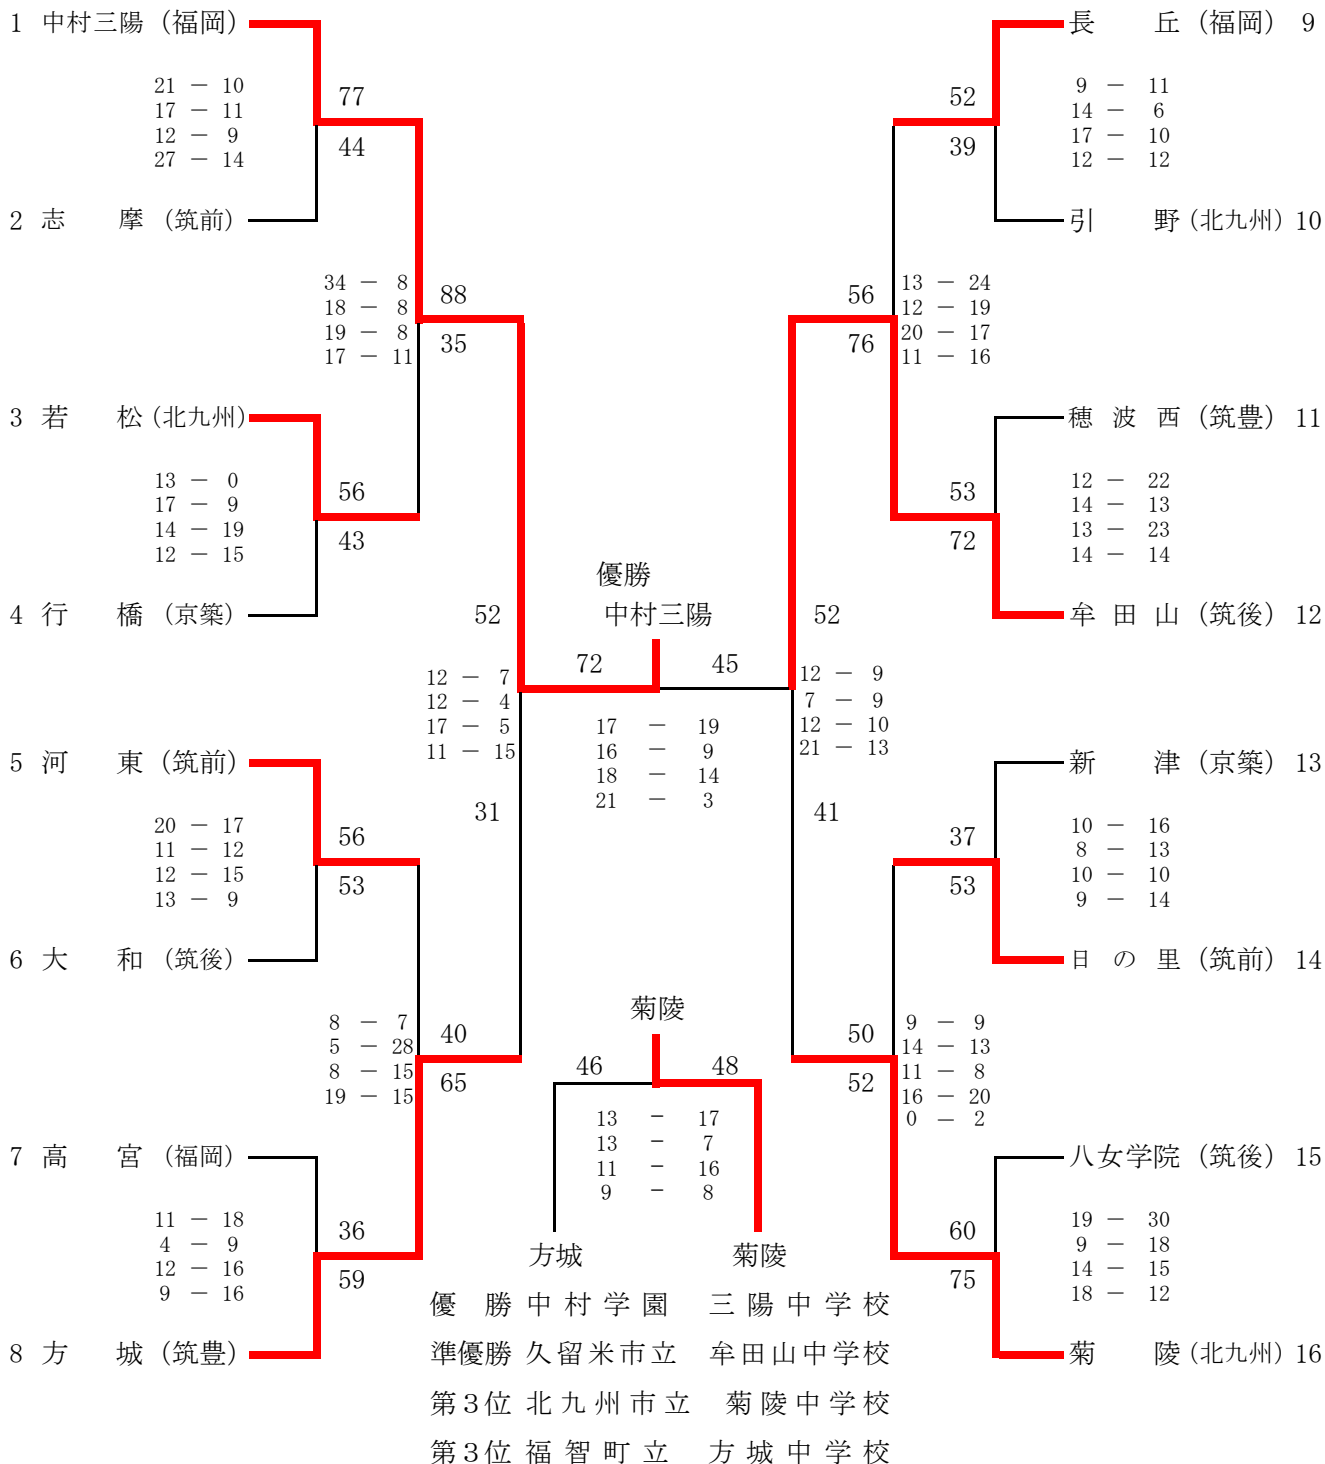 1 中村三陽 (福岡)
21 － 10
17 － 11
12 － 9
27 － 14
77
44
2 志 摩 (筑前)
34 － 8
18 － 8
19 － 8
17 － 11
88
35
3 若 松 (北九州)
13 － 0
17 － 9
14 － 19
12 － 15
56
43
4 行 橋 (京築)
52
12 － 7
12 － 4
17 － 5
11 － 15
31
5 河 東 (筑前)
20 － 17
11 － 12
12 － 15
13 － 9
56
53
6 大 和 (筑後)
8 － 7
5 － 28
8 － 15
19 － 15
40
65
7 高 宮 (福岡)
11 － 18
4 － 9
12 － 16
9 － 16
36
59
8 方 城 (筑豊)
優勝
中村三陽
72 45
17 － 19
16 － 9
18 － 14
21 － 3
菊陵
46 48
13 － 17
13 － 7
11 － 16
9 － 8
方城 菊陵
長 丘 (福岡) 9
52
39
9 － 11
14 － 6
17 － 10
12 － 12
引 野 (北九州) 10
56
76
13 － 24
12 － 19
20 － 17
11 － 16
穂波西 (筑豊) 11
53
72
12 － 22
14 － 13
13 － 23
14 － 14
牟田山 (筑後) 12
52
12 － 9
7 － 9
12 － 10
21 － 13
41
新 津 (京築) 13
37
53
10 － 16
8 － 13
10 － 10
9 － 14
日の里 (筑前) 14
50
52
9 － 9
14 － 13
11 － 8
16 － 20
0 － 2
八女学院 (筑後) 15
60
75
19 － 30
9 － 18
14 － 15
18 － 12
菊 陵 (北九州) 16
優 勝 中村学園 三陽中学校
準優勝 久留米市立 牟田山中学校
第3位 北九州市立 菊陵中学校
第3位 福智町立 方城中学校